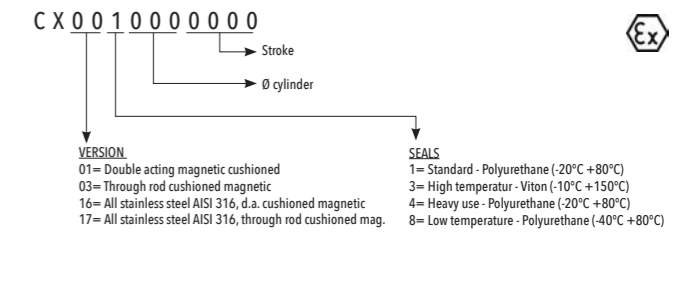 CX0010000000
Ex
Stroke
Ø cylinder
VERSION
01= Double acting magnetic cushioned
03= Through rod cushioned magnetic
16= All stainless steel AISI 316, d.a. cushioned magnetic
17= All stainless steel AISI 316, through rod cushioned mag.
SEALS
1= Standard - Polyurethane (-20°C +80°C)
3= High temperatur - Viton (-10°C +150°C)
4= Heavy use - Polyurethane (-20°C +80°C)
8= Low temperature - Polyurethane (-40°C +80°C)